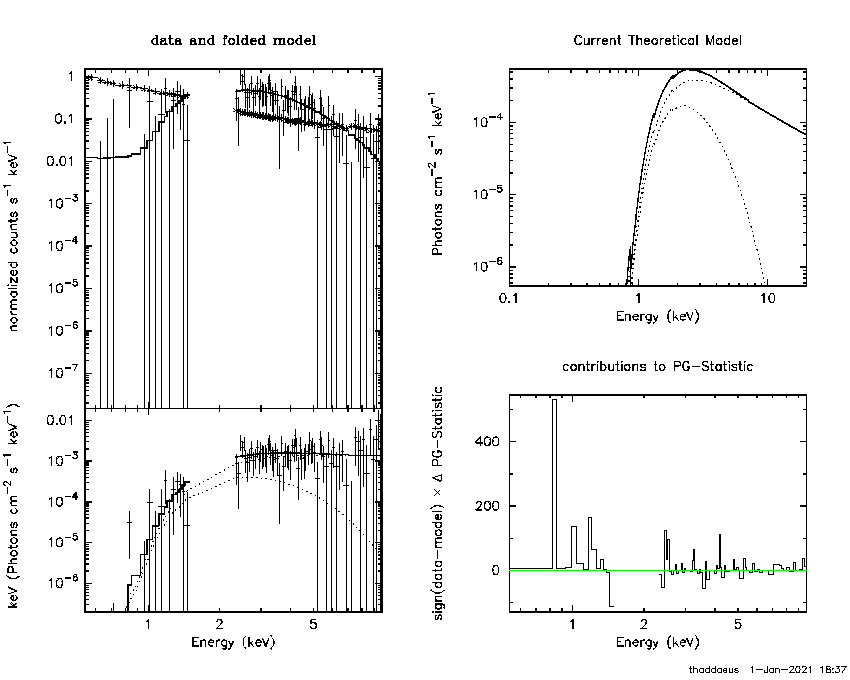 data and folded model
1
0.1
0.01
10−3
10−4
10−5
10−6
10−7
normalized counts s−1 keV−1
0.01
10−3
10−4
10−5
10−6
keV (Photons cm−2 s−1 keV−1)
1 2 5
Energy (keV)
Current Theoretical Model
10−4
10−5
10−6
Photons cm−2 s−1 keV−1
0.1 1 10
Energy (keV)
contributions to PG−Statistic
400
200
0
sign(data−model) × Δ PG−Statistic
1 2 5
Energy (keV)
thaddaeus 1−Jan−2021 18:37